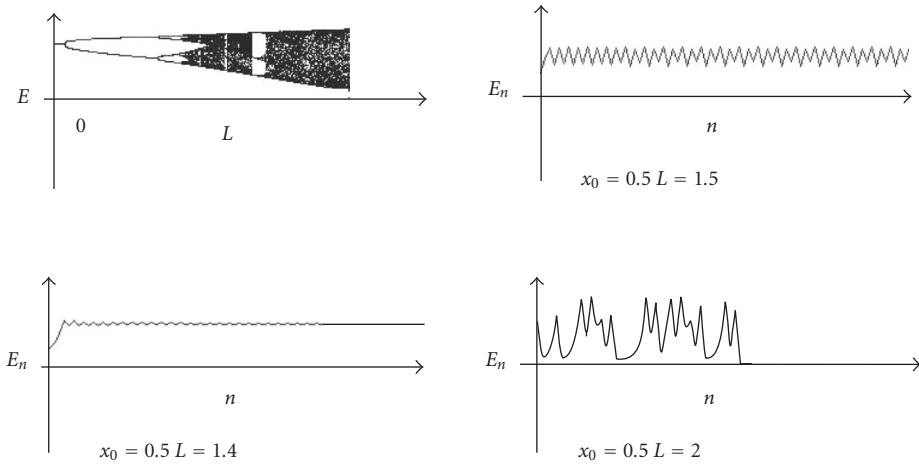 E
0
L
E_n
n
x_0 = 0.5 L = 1.5
E_n
n
x_0 = 0.5 L = 1.4
E_n
n
x_0 = 0.5 L = 2